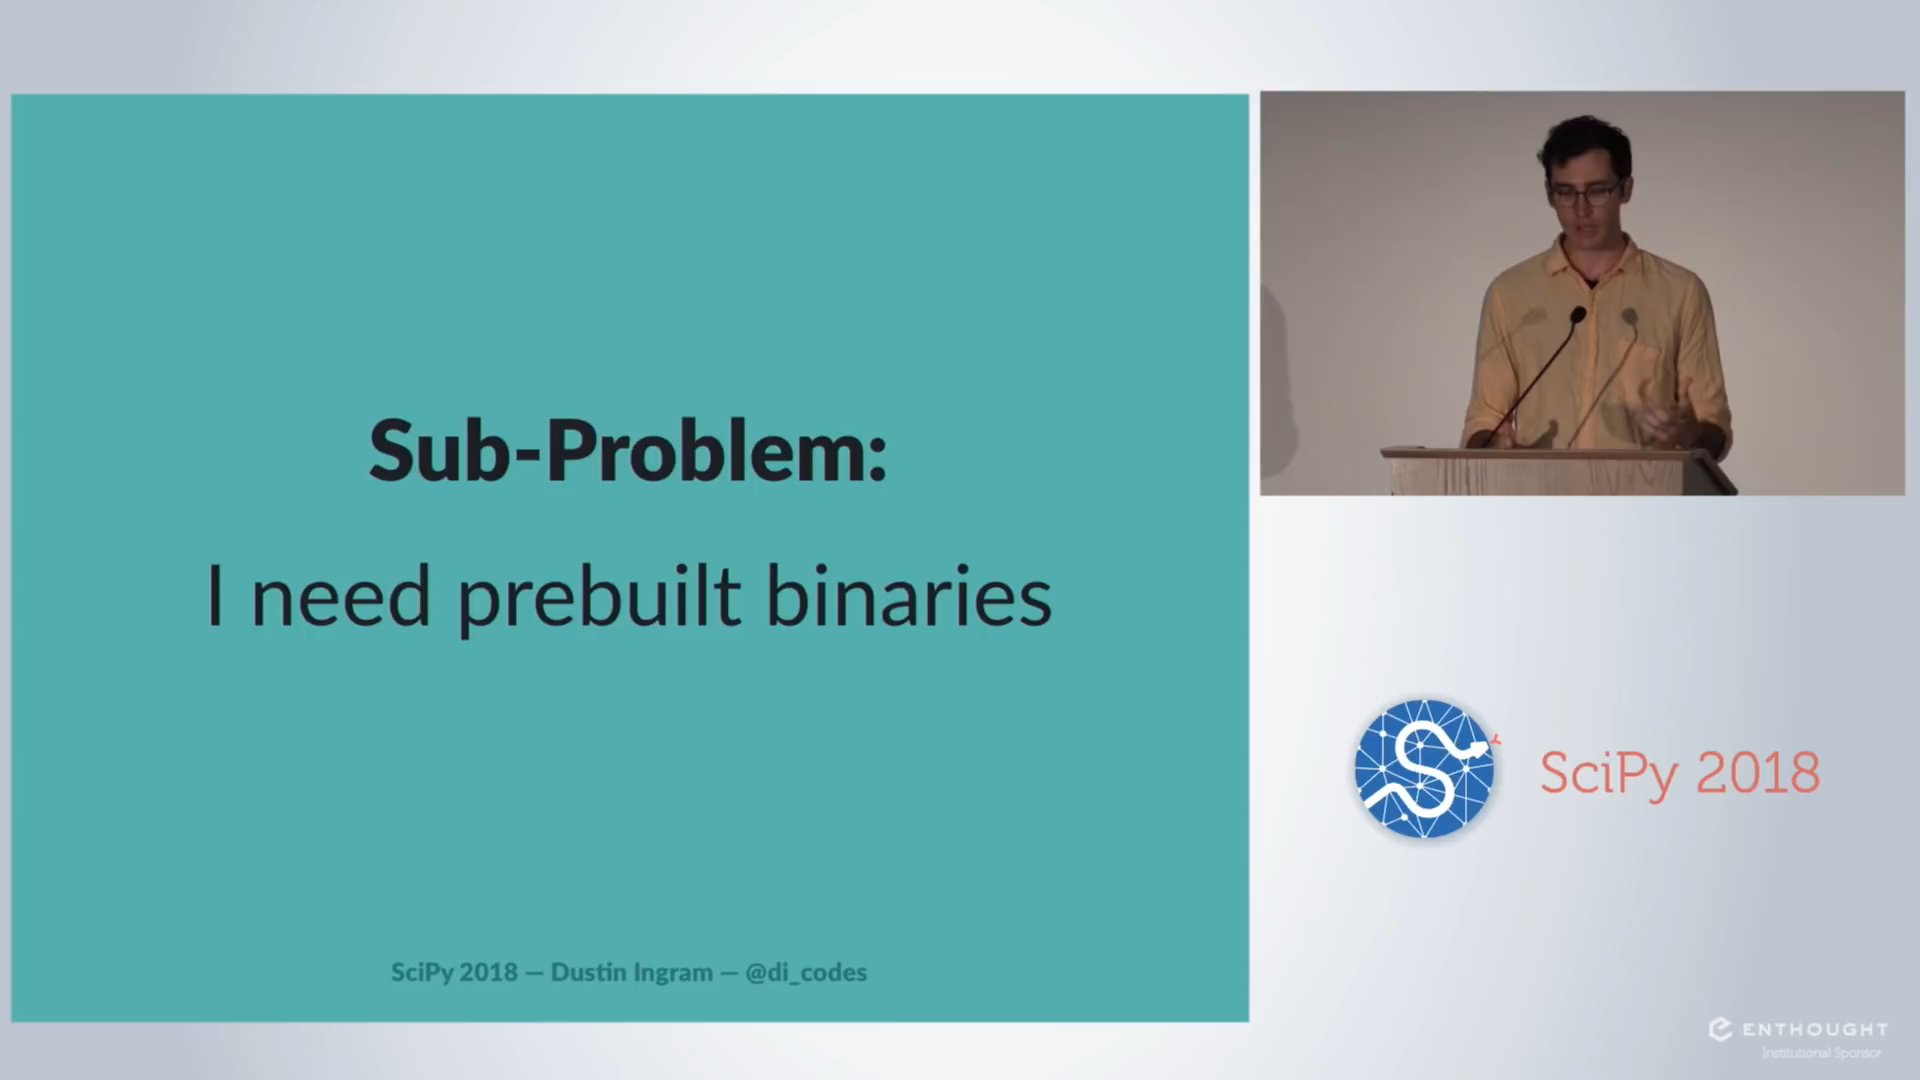 Sub-Problem:
I need prebuilt binaries
SciPy 2018 — Dustin Ingram — @di_codes
SciPy 2018
ENTHOUGHT
Institutional Sponsor